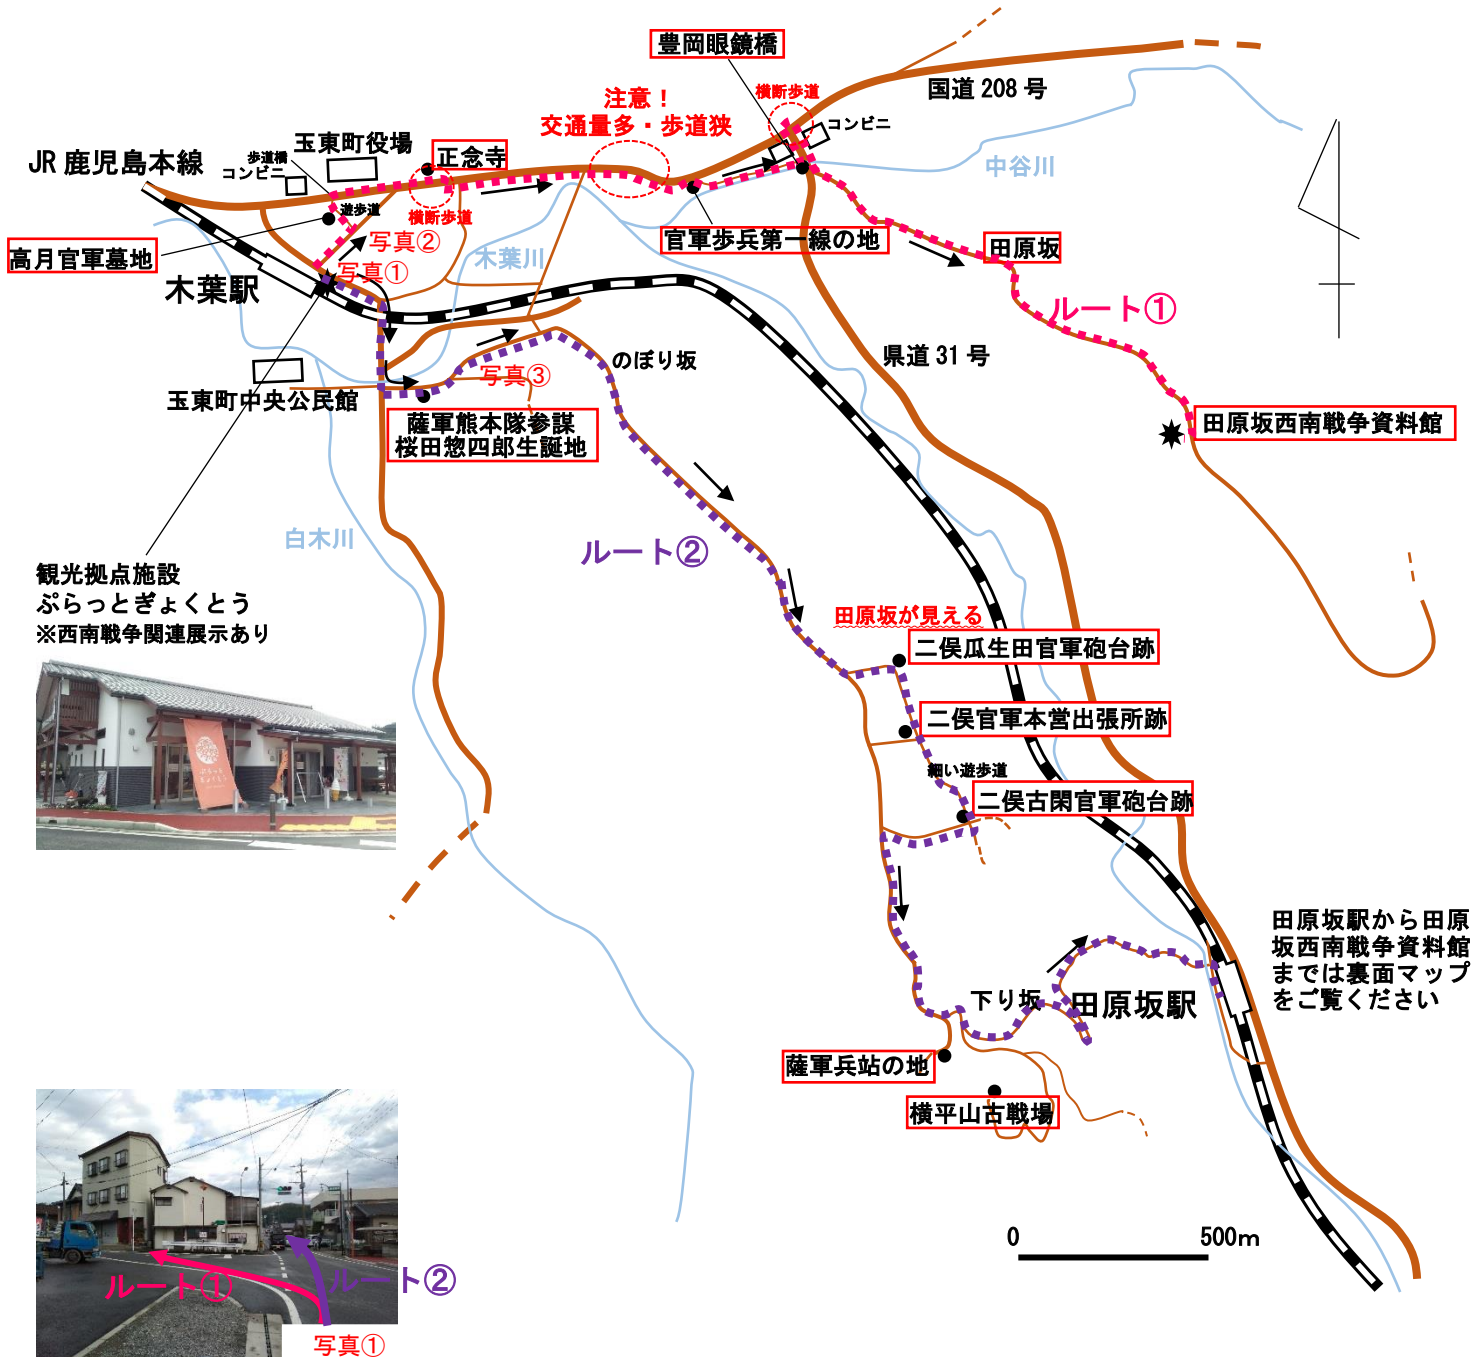 豊岡眼鏡橋
国道 208 号
横断歩道
コンビニ
注意！
交通量多・歩道狭
玉東町役場
正念寺
歩道橋
コンビニ
JR 鹿児島本線
中谷川
横断歩道
遊歩道
高月官軍墓地
写真②
写真①
木葉川
木葉駅
官軍歩兵第一線の地
田原坂
ルート①
県道 31 号
のぼり坂
写真③
玉東町中央公民館
薩軍熊本隊参謀
桜田惣四郎生誕地
田原坂西南戦争資料館
白木川
ルート②
観光拠点施設
ぷらっとぎょくとう
※西南戦争関連展示あり
田原坂が見える
二俣瓜生田官軍砲台跡
二俣官軍本営出張所跡
細い遊歩道
二俣古閑官軍砲台跡
田原坂駅から田原
坂西南戦争資料館
までは裏面マップ
をご覧ください
下り坂
田原坂駅
薩軍兵站の地
横平山古戦場
0
500m
ルート①
ルート②
写真①